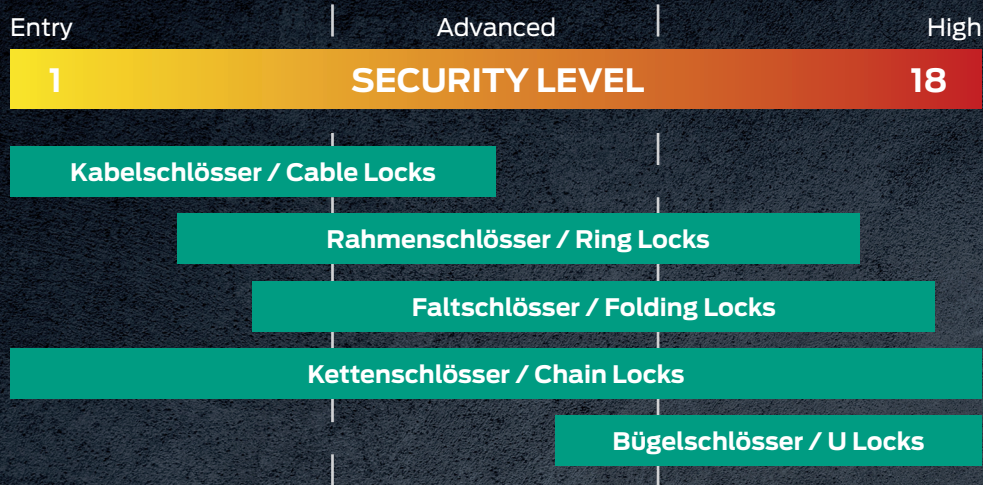 Entry Advanced High
1 SECURITY LEVEL 18
Kabelschlösser / Cable Locks
Rahmenschlösser / Ring Locks
Faltschlösser / Folding Locks
Kettenschlösser / Chain Locks
Bügelschlösser / U Locks